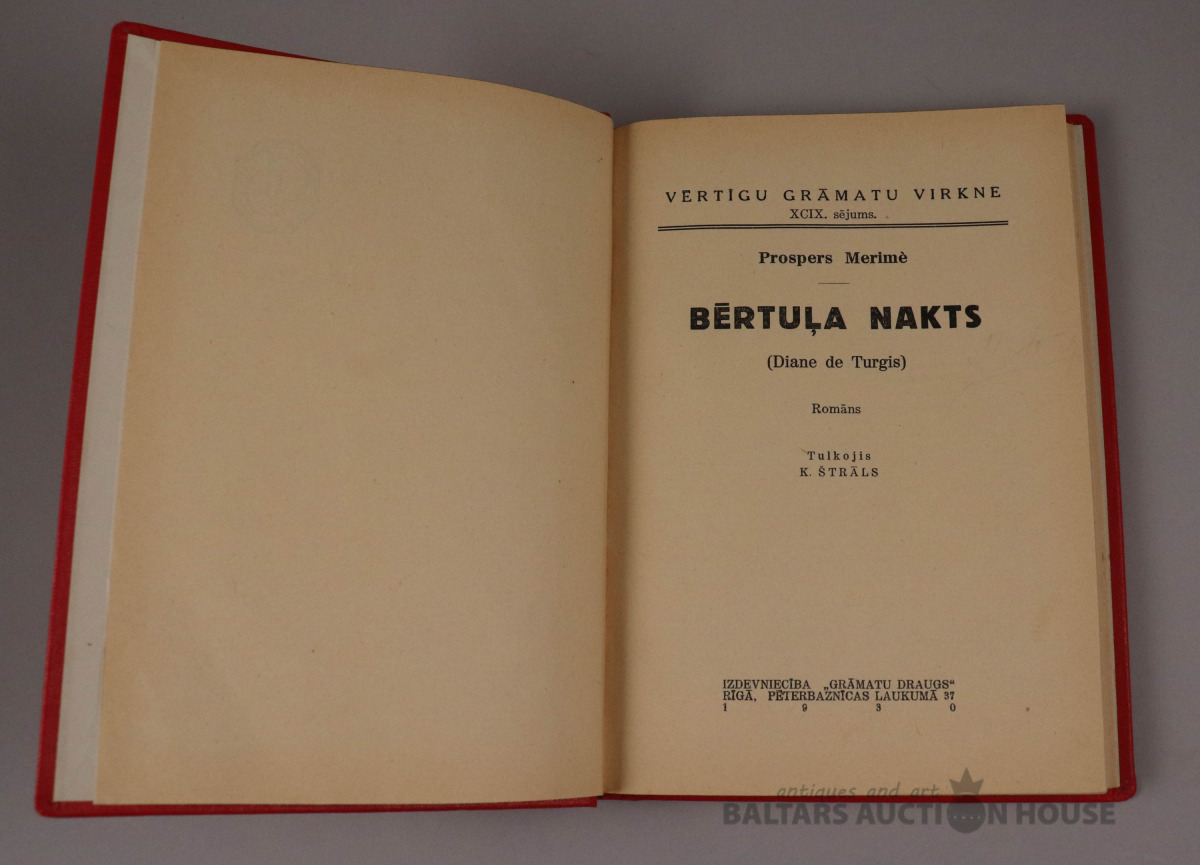 VĒRTĪGU GRĀMATU VIRKNE
XCIX. sējums.
Prospers Merimè
BĒRTUĻA NAKTS
(Diane de Turgis)
Romāns
Tulkojis
K. ŠTRĀLS
IZDEVNIECĪBA „GRĀMATU DRAUGS“
RĪGĀ, PĒTERBAZNĪCAS LAUKUMĀ 37
1 9 3 0
antiques and art
BALTARS AUCTION HOUSE